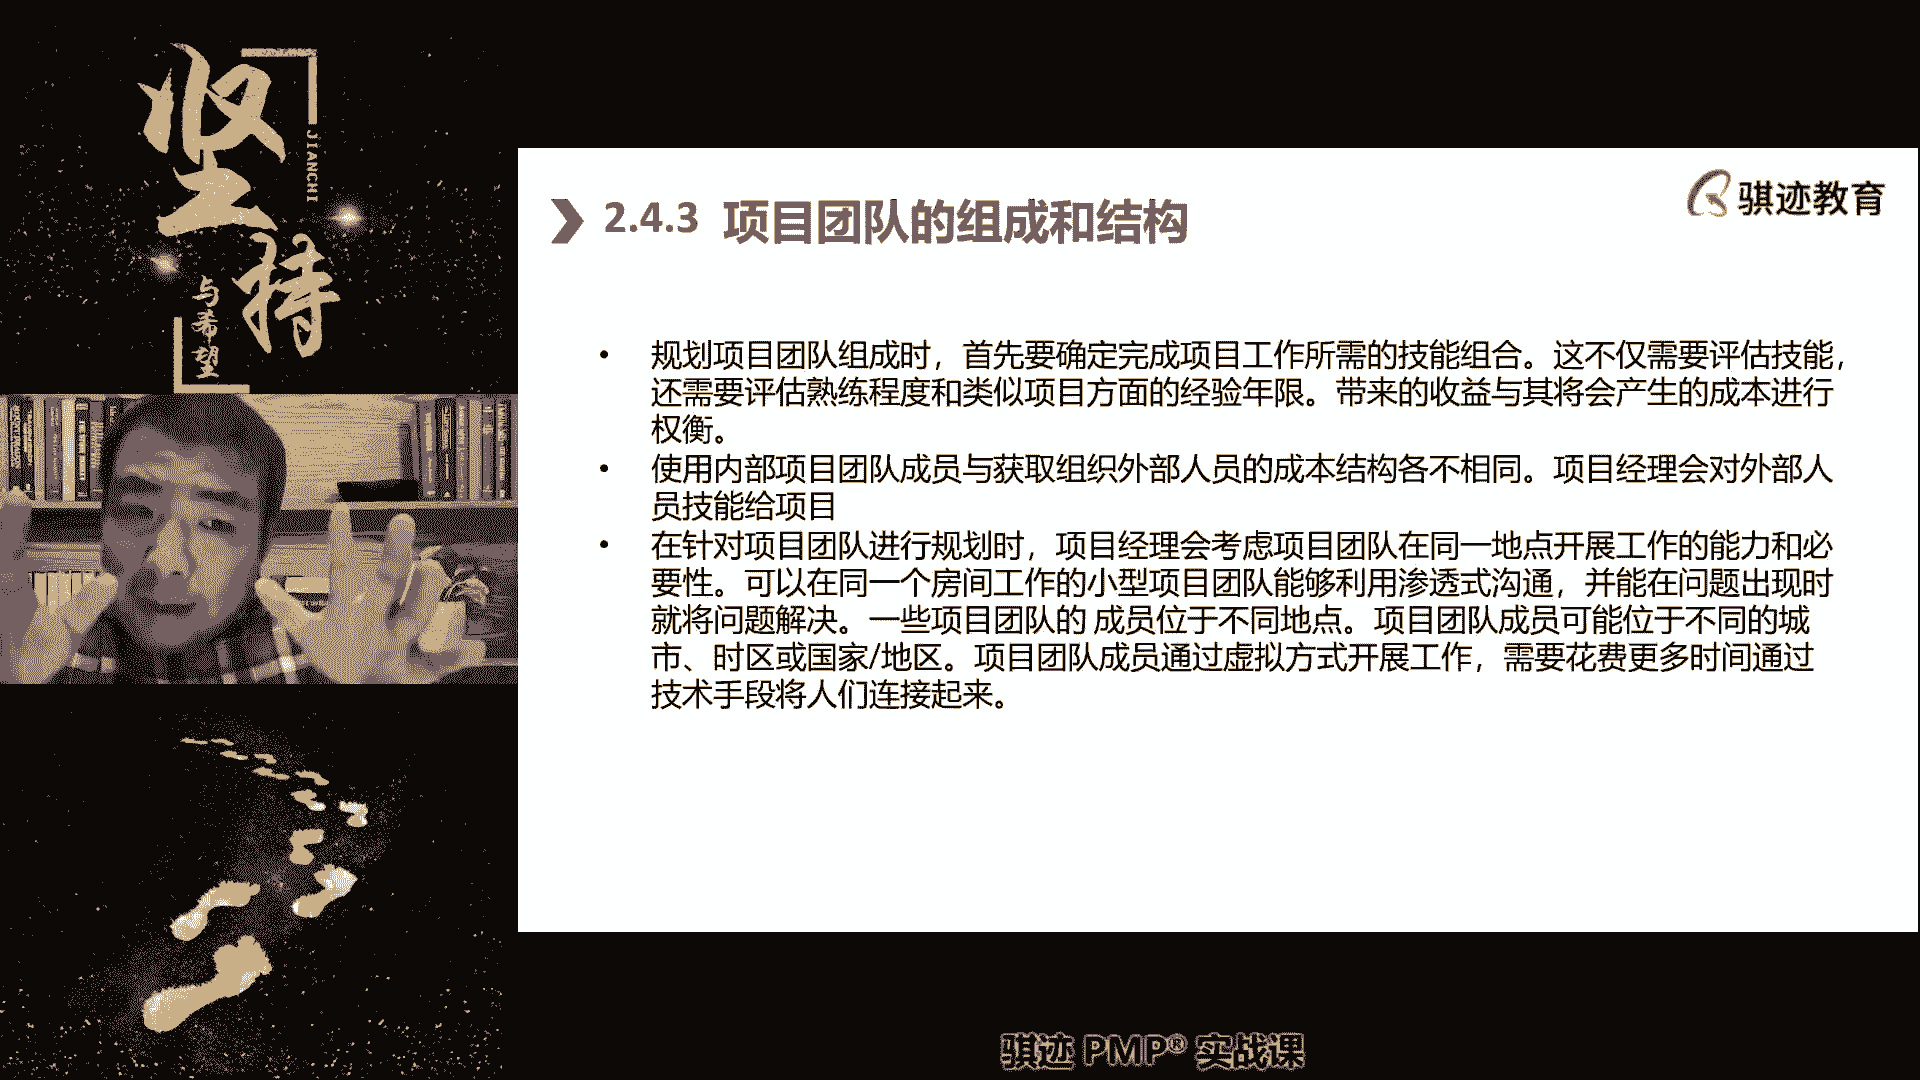 坚持
JIANCHI
与希望
骐迹教育
2.4.3 项目团队的组成和结构
• 规划项目团队组成时，首先要确定完成项目工作所需的技能组合。这不仅需要评估技能，
还需要评估熟练程度和类似项目方面的经验年限。带来的收益与其将会产生的成本进行
权衡。
• 使用内部项目团队成员与获取组织外部人员的成本结构各不相同。项目经理会对外部人
员技能给项目
• 在针对项目团队进行规划时，项目经理会考虑项目团队在同一地点开展工作的能力和必
要性。可以在同一个房间工作的小型项目团队能够利用渗透式沟通，并能在问题出现时
就将问题解决。一些项目团队的 成员位于不同地点。项目团队成员可能位于不同的城
市、时区或国家/地区。项目团队成员通过虚拟方式开展工作，需要花费更多时间通过
技术手段将人们连接起来。
骐迹 PMP® 实战课